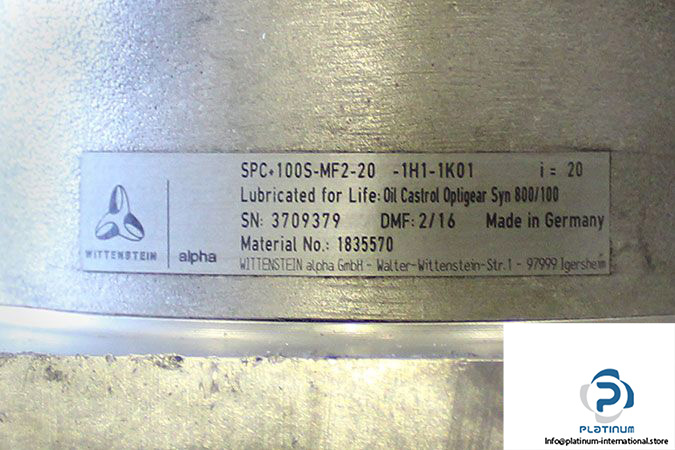 SPC+100S-MF2-20 -1H1-1K01 i = 20
Lubricated for Life: Oil Castrol Optigear Syn 800/100
SN: 3709379 DMF: 2/16 Made in Germany
Material No.: 1835570
WITTENSTEIN alpha GmbH - Walter-Wittenstein-Str.1 - 97999 Igersheim
WITTENSTEIN
alpha
PLATINUM
Info@platinum-international.store